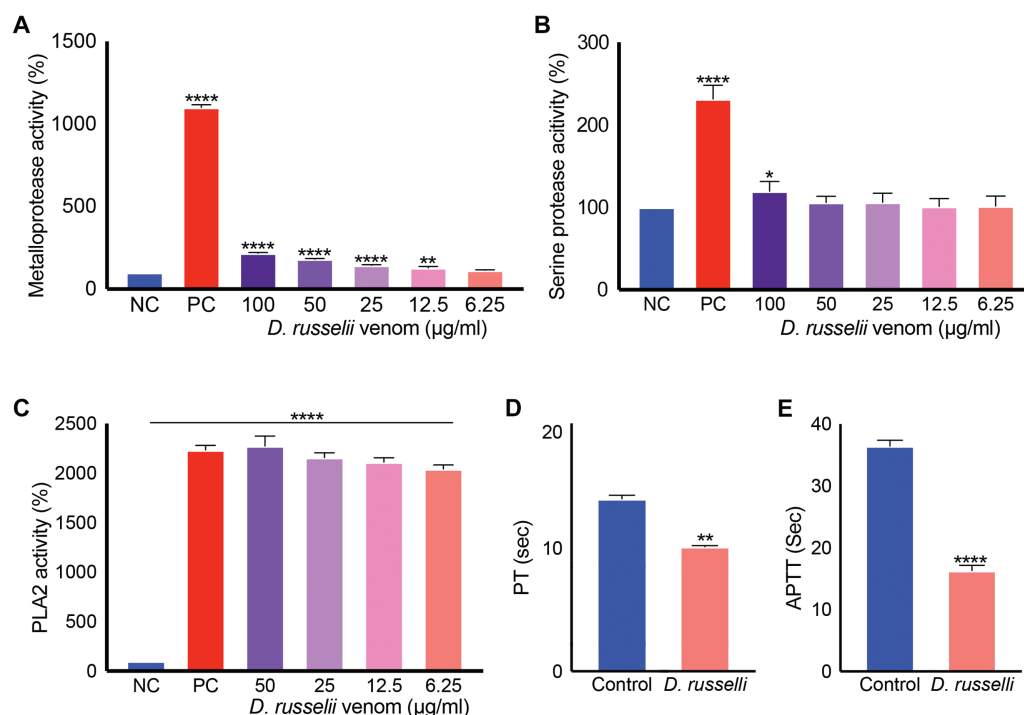 A
Metalloprotease activity (%)
1500
1000
500
0
****
****
****
****
**
NC PC 100 50 25 12.5 6.25
D. russelii venom (µg/ml)
B
Serine protease acitivity (%)
300
200
100
0
****
*
NC PC 100 50 25 12.5 6.25
D. russelii venom (µg/ml)
C
PLA2 activity (%)
2500
2000
1500
1000
500
0
****
NC PC 50 25 12.5 6.25
D. russelii venom (µg/ml)
D
PT (sec)
20
10
0
**
Control D. russelli
E
APTT (Sec)
40
30
20
10
0
****
Control D. russelli